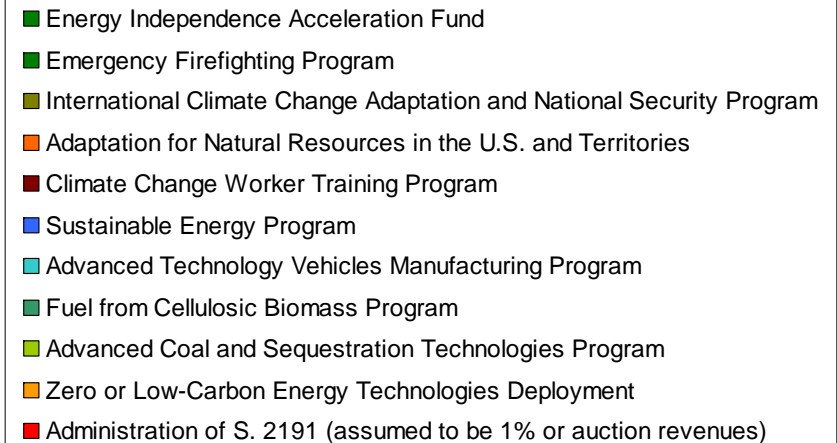 Energy Independence Acceleration Fund
Emergency Firefighting Program
International Climate Change Adaptation and National Security Program
Adaptation for Natural Resources in the U.S. and Territories
Climate Change Worker Training Program
Sustainable Energy Program
Advanced Technology Vehicles Manufacturing Program
Fuel from Cellulosic Biomass Program
Advanced Coal and Sequestration Technologies Program
Zero or Low-Carbon Energy Technologies Deployment
Administration of S. 2191 (assumed to be 1% or auction revenues)